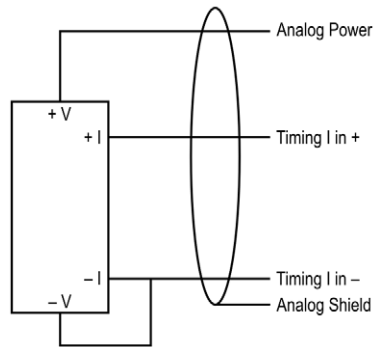 Analog Power
+ V
+ I
Timing I in +
– I
Timing I in –
– V
Analog Shield